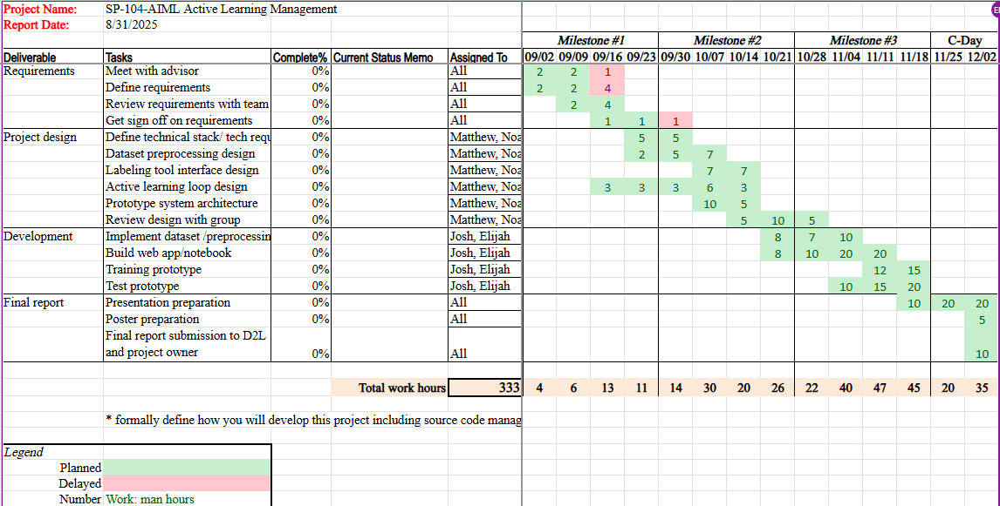 Project Name: SP-104-AIML Active Learning Management
Report Date: 8/31/2025
Milestone #1 Milestone #2 Milestone #3 C-Day
Deliverable Tasks Complete% Current Status Memo Assigned To 09/02 09/09 09/16 09/23 09/30 10/07 10/14 10/21 10/28 11/04 11/11 11/18 11/25 12/02
Requirements Meet with advisor 0% All 2 2 1
Define requirements 0% All 2 2 4
Review requirements with team 0% All 2 4
Get sign off on requirements 0% All 1 1 1
Project design Define technical stack/ tech requ 0% Matthew, Noa 5 5
Dataset preprocessing design 0% Matthew, Noa 2 5 7
Labeling tool interface design 0% Matthew, Noa 7 7
Active learning loop design 0% Matthew, Noa 3 3 3 6 3
Prototype system architecture 0% Matthew, Noa 10 5
Review design with group 0% Matthew, Noa 5 10 5
Development Implement dataset /preprocessin 0% Josh, Elijah 8 7 10
Build web app/notebook 0% Josh, Elijah 8 10 20 20
Training prototype 0% Josh, Elijah 12 15
Test prototype 0% Josh, Elijah 10 15 20
Final report Presentation preparation 0% All 10 20 20
Poster preparation 0% All 5
Final report submission to D2L
and project owner 0% All 10
Total work hours 333 4 6 13 11 14 30 20 26 22 40 47 45 20 35
* formally define how you will develop this project including source code manag
Legend
Planned
Delayed
Number Work: man hours